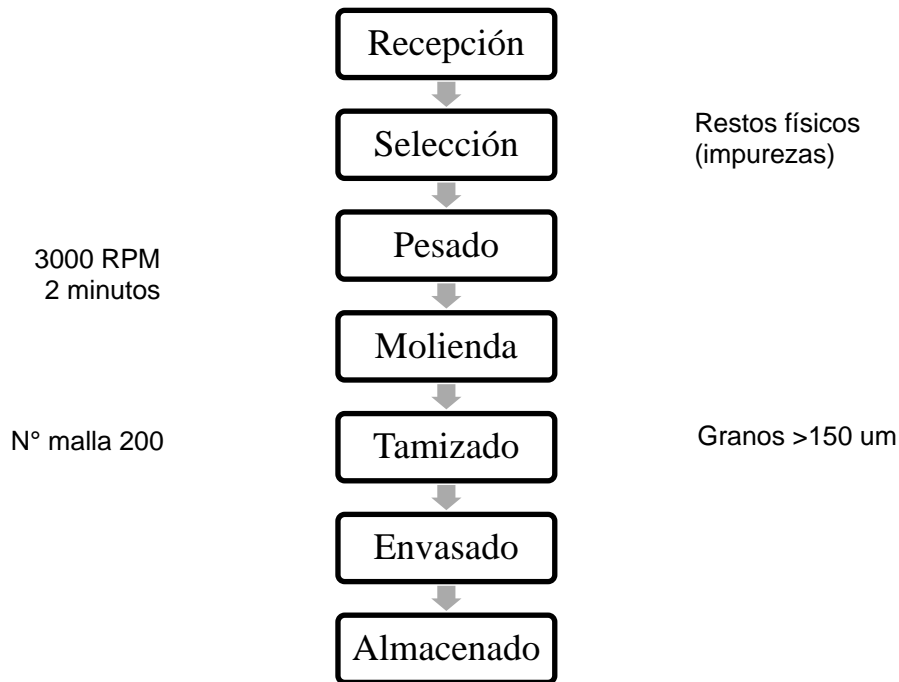 Recepción
Selección
Restos físicos
(impurezas)
Pesado
3000 RPM
2 minutos
Molienda
N° malla 200
Tamizado
Granos >150 um
Envasado
Almacenado